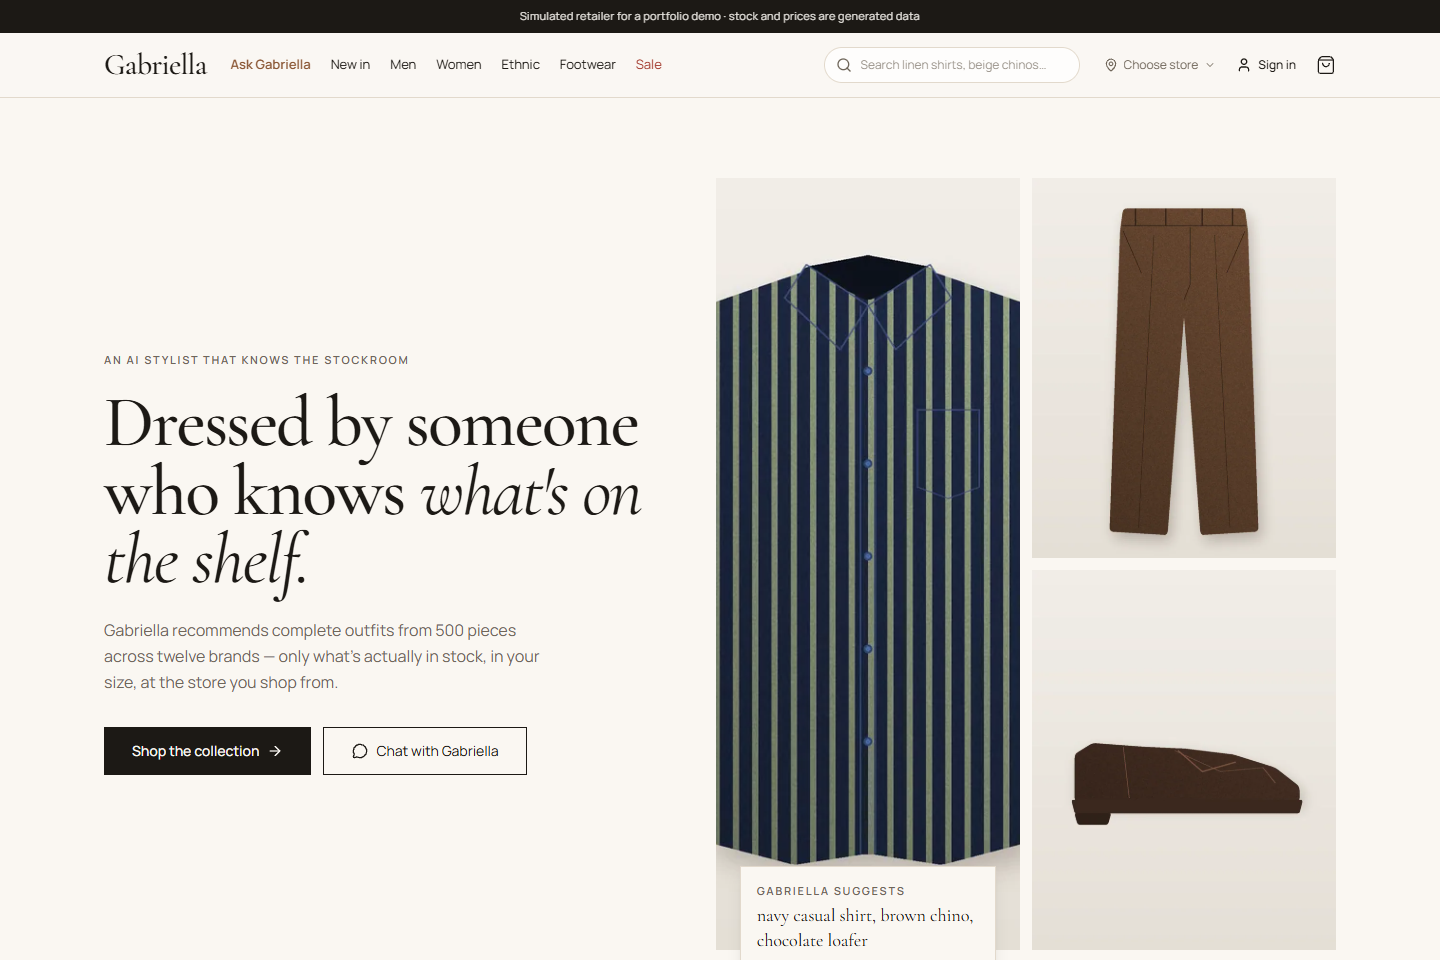 Simulated retailer for a portfolio demo · stock and prices are generated data
Gabriella
Ask Gabriella
New in
Men
Women
Ethnic
Footwear
Sale
Search linen shirts, beige chinos…
Choose store
Sign in
AN AI STYLIST THAT KNOWS THE STOCKROOM
Dressed by someone
who knows what's on
the shelf.
Gabriella recommends complete outfits from 500 pieces
across twelve brands — only what's actually in stock, in your
size, at the store you shop from.
Shop the collection
Chat with Gabriella
GABRIELLA SUGGESTS
navy casual shirt, brown chino,
chocolate loafer